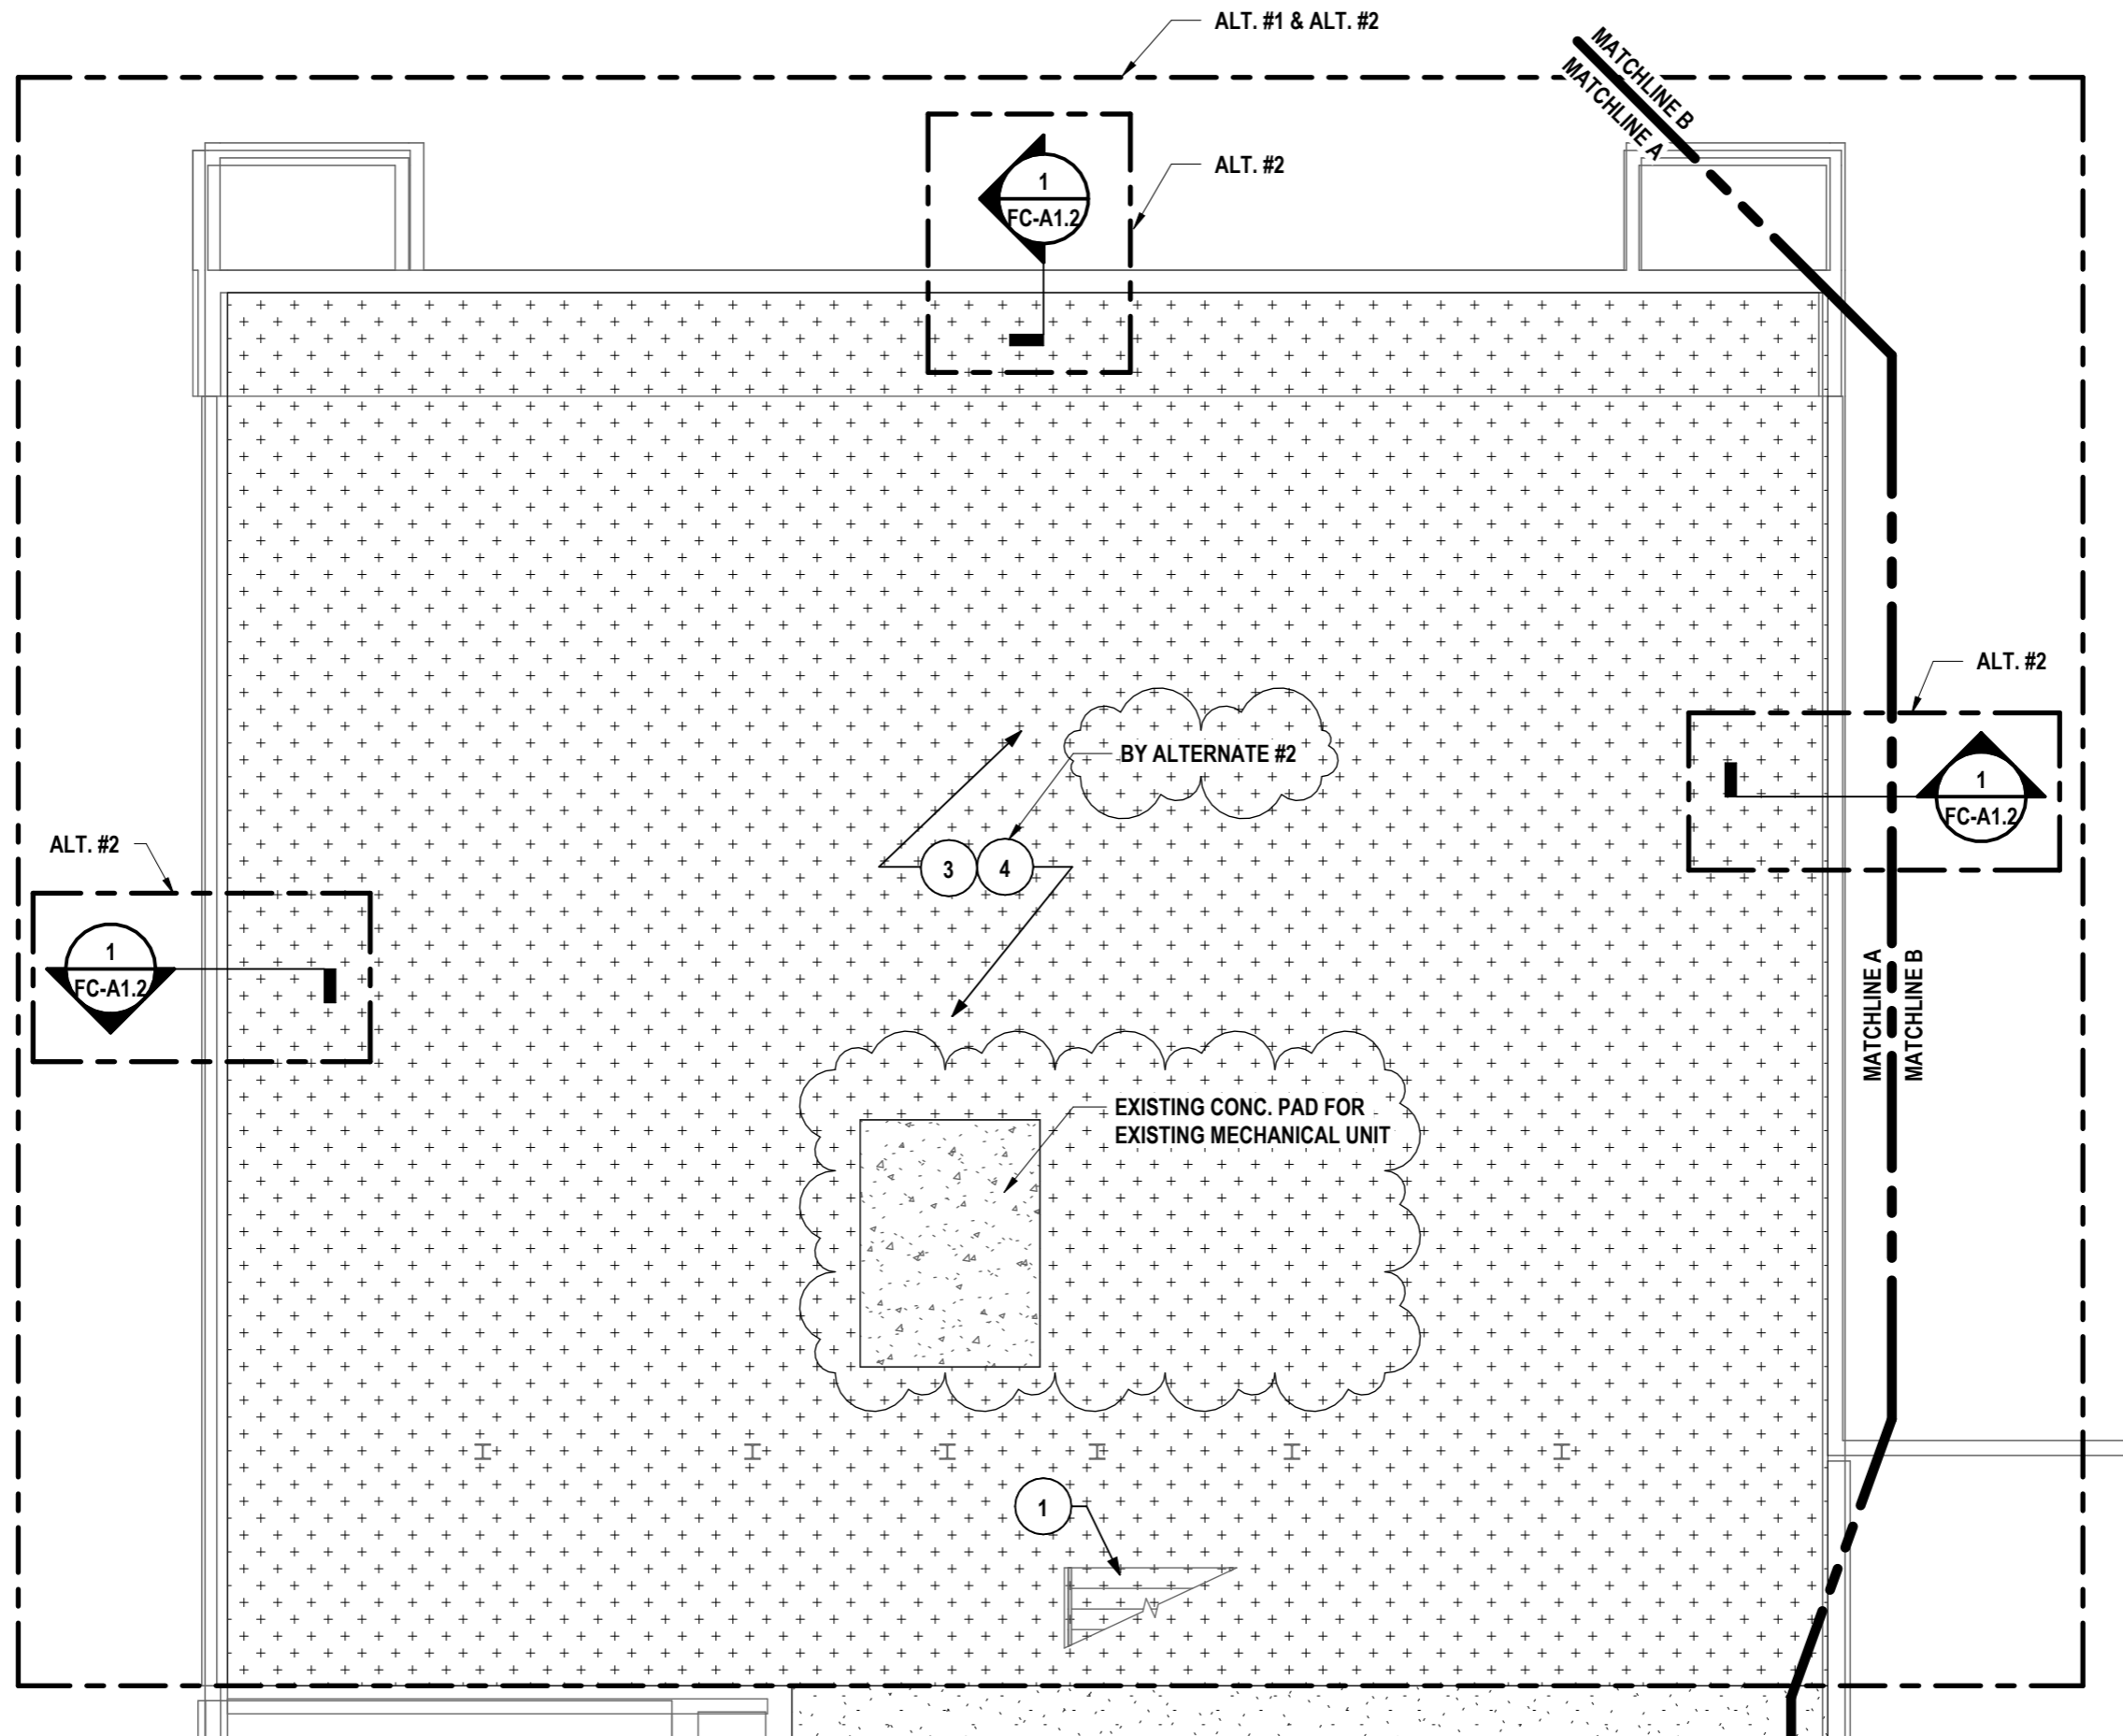 ALT. #1 & ALT. #2
MATCHLINE B
MATCHLINE A
1
FC-A1.2
ALT. #2
ALT. #2
1
FC-A1.2
BY ALTERNATE #2
3
4
ALT. #2
1
FC-A1.2
MATCHLINE A
MATCHLINE B
EXISTING CONC. PAD FOR
EXISTING MECHANICAL UNIT
1